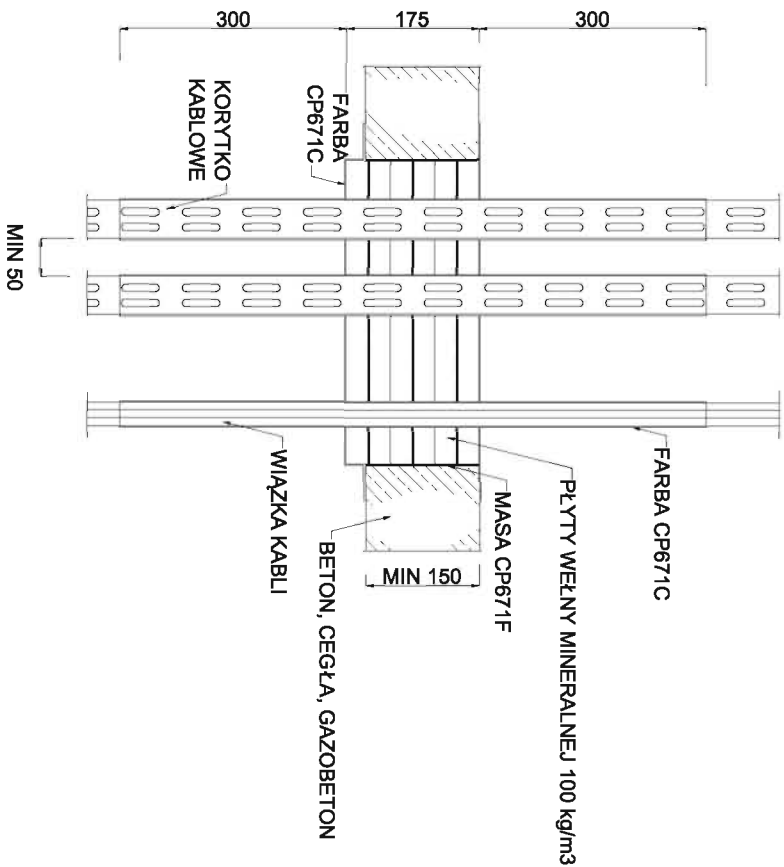 300
175
300
KORYTKO
KABLOWE
FARBA
CP671C
MIN 50
FARBA CP671C
PŁYTY WEŁNY MINERALNEJ 100 kg/m3
MASA CP671F
MIN 150
BETON, CEGŁA, GAZOBETON
WIĄZKA KABLI